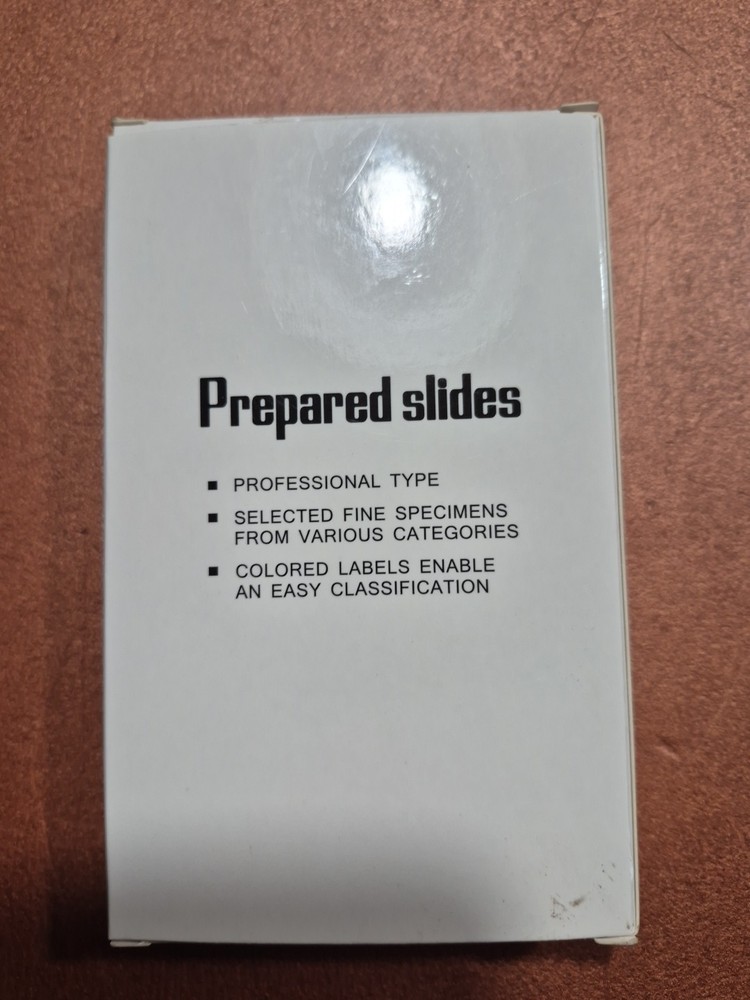 Prepared slides
■ PROFESSIONAL TYPE
■ SELECTED FINE SPECIMENS
FROM VARIOUS CATEGORIES
■ COLORED LABELS ENABLE
AN EASY CLASSIFICATION